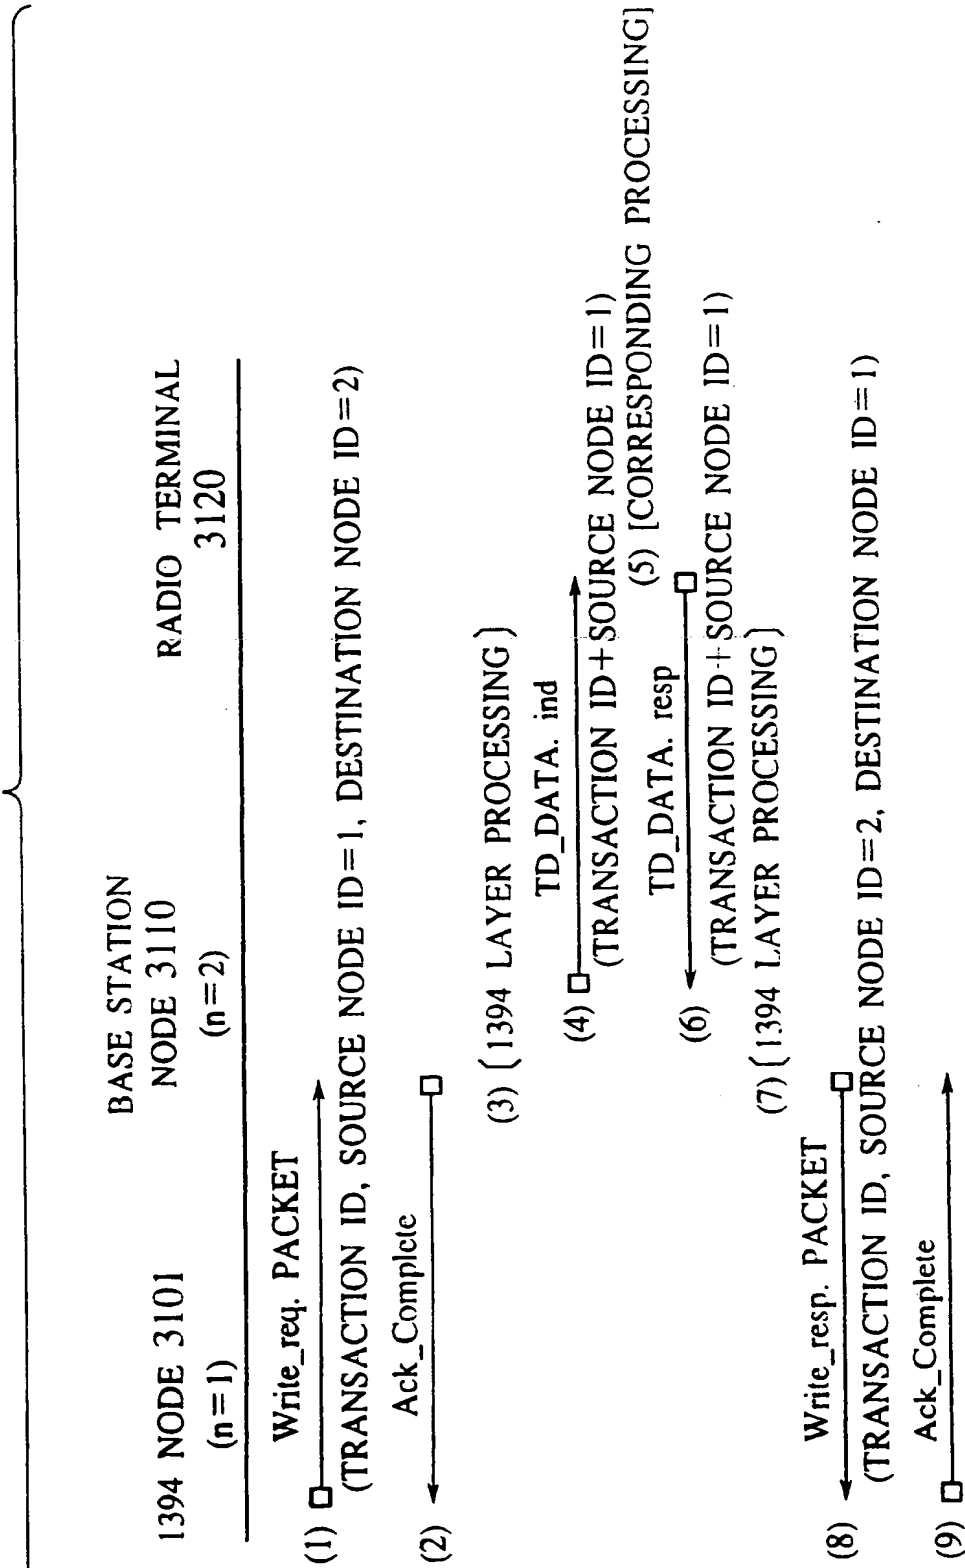 1394 NODE 3101
(n=1)
BASE STATION
NODE 3110
(n=2)
RADIO TERMINAL
3120
(1)
Write_req. PACKET
(TRANSACTION ID, SOURCE NODE ID=1, DESTINATION NODE ID=2)
(2)
Ack_Complete
(3) [1394 LAYER PROCESSING]
TD_DATA. ind
(4)
(TRANSACTION ID+SOURCE NODE ID=1)
(5) [CORRESPONDING PROCESSING]
TD_DATA. resp
(6)
(TRANSACTION ID+SOURCE NODE ID=1)
(7) [1394 LAYER PROCESSING]
Write_resp. PACKET
(8)
(TRANSACTION ID, SOURCE NODE ID=2, DESTINATION NODE ID=1)
Ack_Complete
(9)